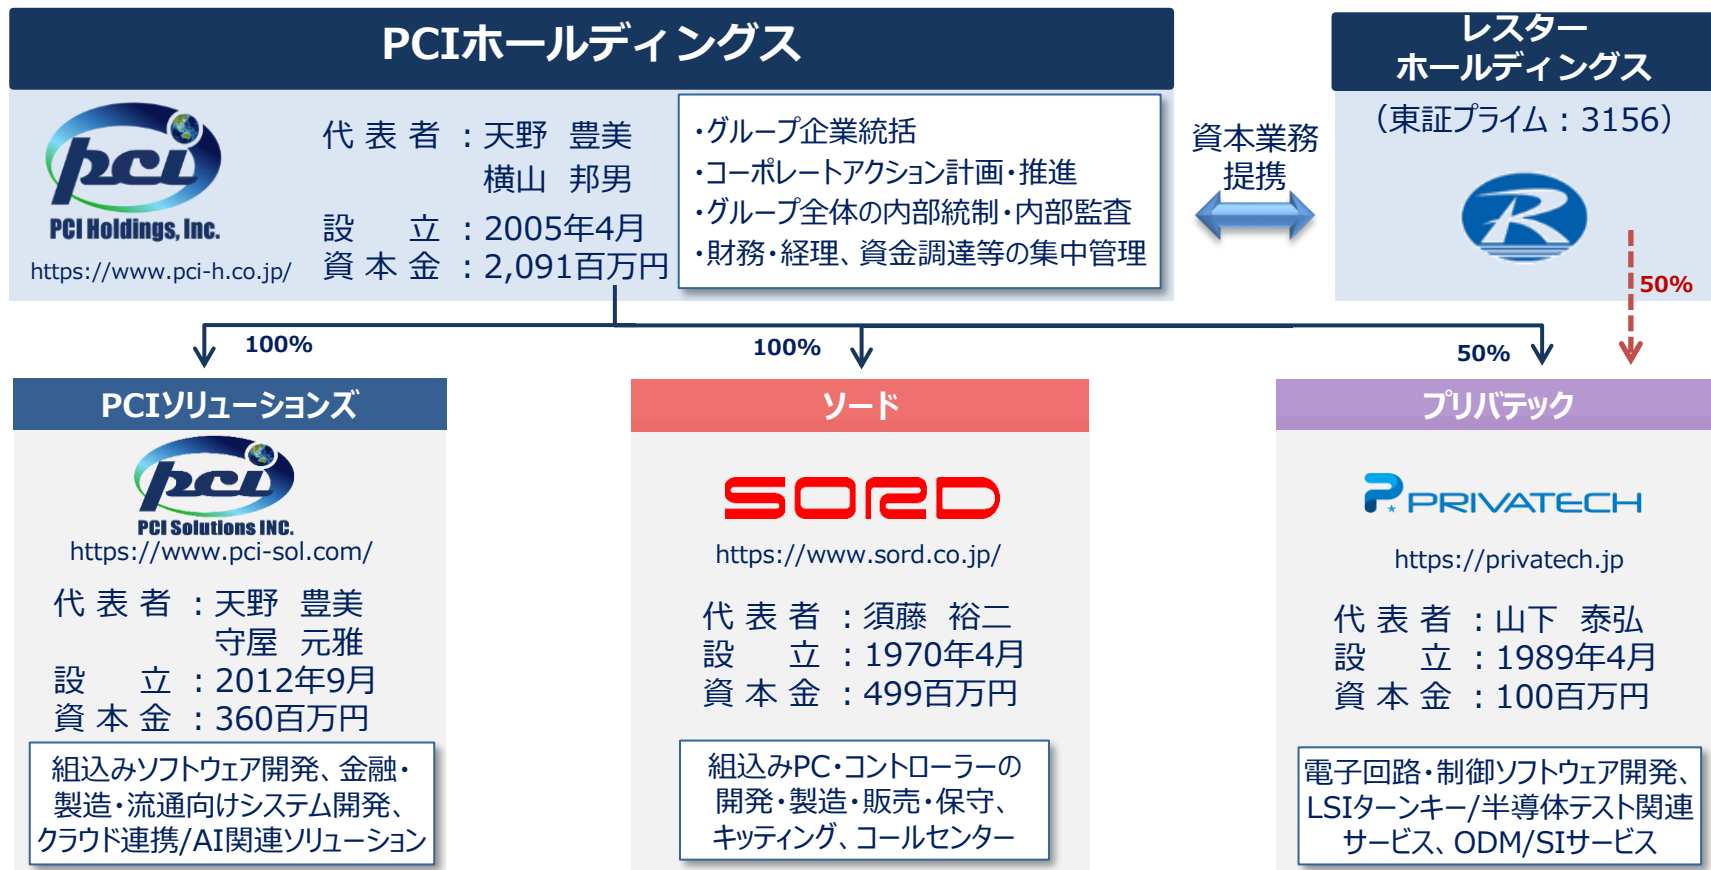 PCIホールディングス
pci
PCI Holdings, Inc.
https://www.pci-h.co.jp/
代表者：天野　豊美
横山　邦男
設　立：2005年4月
資本金：2,091百万円
・グループ企業統括
・コーポレートアクション計画・推進
・グループ全体の内部統制・内部監査
・財務・経理、資金調達等の集中管理
資本業務
提携
レスター
ホールディングス
（東証プライム：3156）
R
50%
100%
100%
50%
PCIソリューションズ
pci
PCI Solutions INC.
https://www.pci-sol.com/
代表者：天野　豊美
守屋　元雅
設　立：2012年9月
資本金：360百万円
組込みソフトウェア開発、金融・
製造・流通向けシステム開発、
クラウド連携/AI関連ソリューション
ソード
SORD
https://www.sord.co.jp/
代表者：須藤　裕二
設　立：1970年4月
資本金：499百万円
組込みPC・コントローラーの
開発・製造・販売・保守、
キッティング、コールセンター
プリバテック
PRIVATECH
https://privatech.jp
代表者：山下　泰弘
設　立：1989年4月
資本金：100百万円
電子回路・制御ソフトウェア開発、
LSIターンキー/半導体テスト関連
サービス、ODM/SIサービス